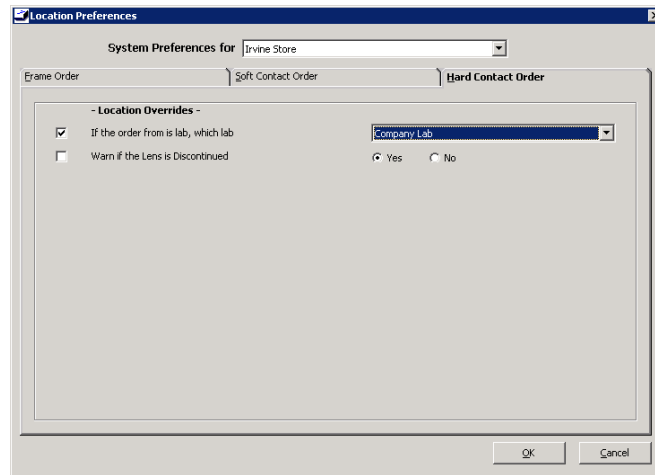 Location Preferences
System Preferences for Irvine Store
Frame Order Soft Contact Order Hard Contact Order
- Location Overrides -
If the order from is lab, which lab Company Lab
Warn if the Lens is Discontinued Yes No
OK Cancel